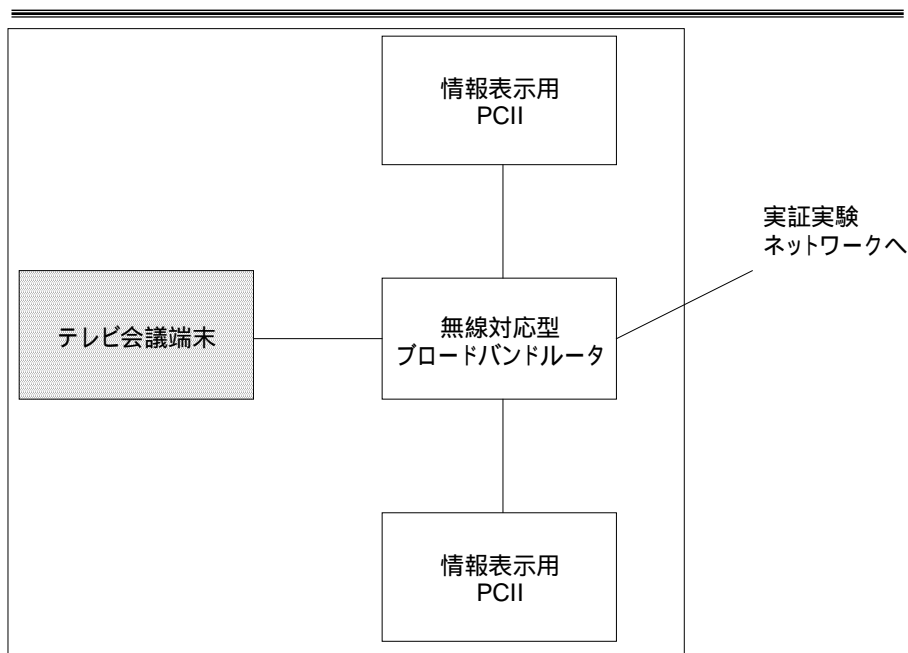 情報表示用
PCII
実証実験
ネットワークへ
テレビ会議端末
無線対応型
ブロードバンドルータ
情報表示用
PCII